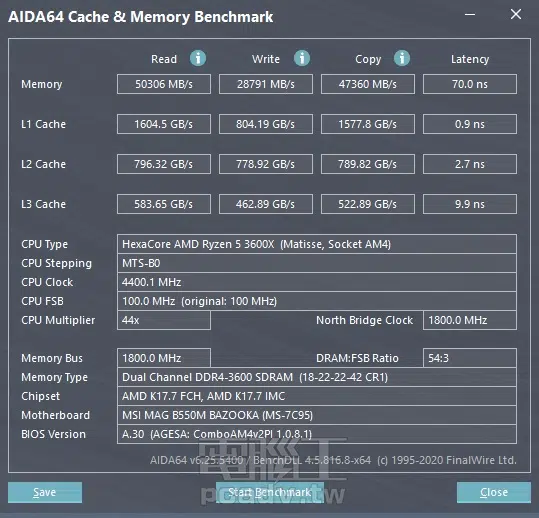 AIDA64 Cache & Memory Benchmark
Read Write Copy Latency
Memory 50306 MB/s 28791 MB/s 47360 MB/s 70.0 ns
L1 Cache 1604.5 GB/s 804.19 GB/s 1577.8 GB/s 0.9 ns
L2 Cache 796.32 GB/s 778.92 GB/s 789.82 GB/s 2.7 ns
L3 Cache 583.65 GB/s 462.89 GB/s 522.89 GB/s 9.9 ns
CPU Type HexaCore AMD Ryzen 5 3600X (Matisse, Socket AM4)
CPU Stepping MTS-B0
CPU Clock 4400.1 MHz
CPU FSB 100.0 MHz (original: 100 MHz)
CPU Multiplier 44x North Bridge Clock 1800.0 MHz
Memory Bus 1800.0 MHz DRAM:FSB Ratio 54:3
Memory Type Dual Channel DDR4-3600 SDRAM (18-22-22-42 CR1)
Chipset AMD K17.7 FCH, AMD K17.7 IMC
Motherboard MSI MAG B550M BAZOOKA (MS-7C95)
BIOS Version A.30 (AGESA: ComboAM4v2PI 1.0.8.1)
電腦王
AIDA64 v6.25.5400 / BenchDLL 4.5.816.8-x64 (c) 1995-2020 FinalWire Ltd.
Save Start Benchmark Close
pcadv.tw